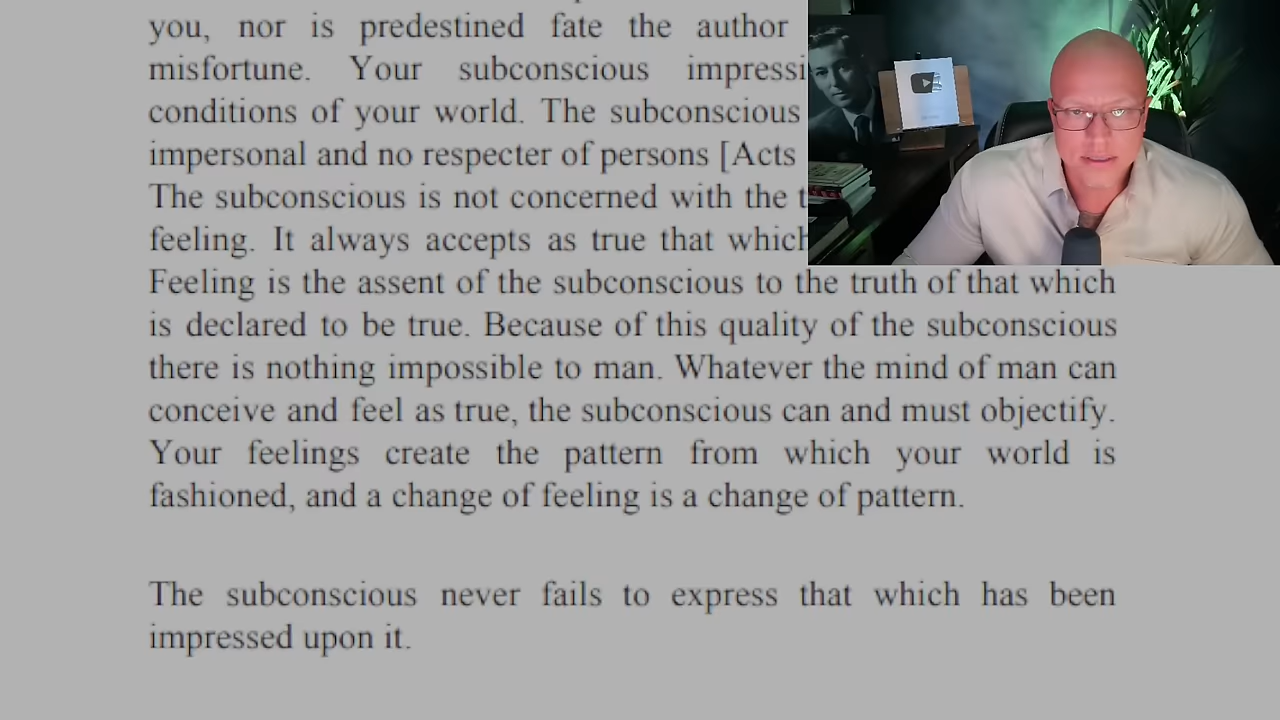 you, nor is predestined fate the author
misfortune. Your subconscious
conditions of your world. The subconscious
impersonal and no respecter of persons [Acts
The subconscious is not concerned with the
feeling. It always accepts as true that
Feeling is the assent of the subconscious to the truth of that which
is declared to be true. Because of this quality of the subconscious
there is nothing impossible to man. Whatever the mind of man can
conceive and feel as true, the subconscious can and must objectify.
Your feelings create the pattern from which your world is
fashioned, and a change of feeling is a change of pattern.
The subconscious never fails to express that which has been
impressed upon it.